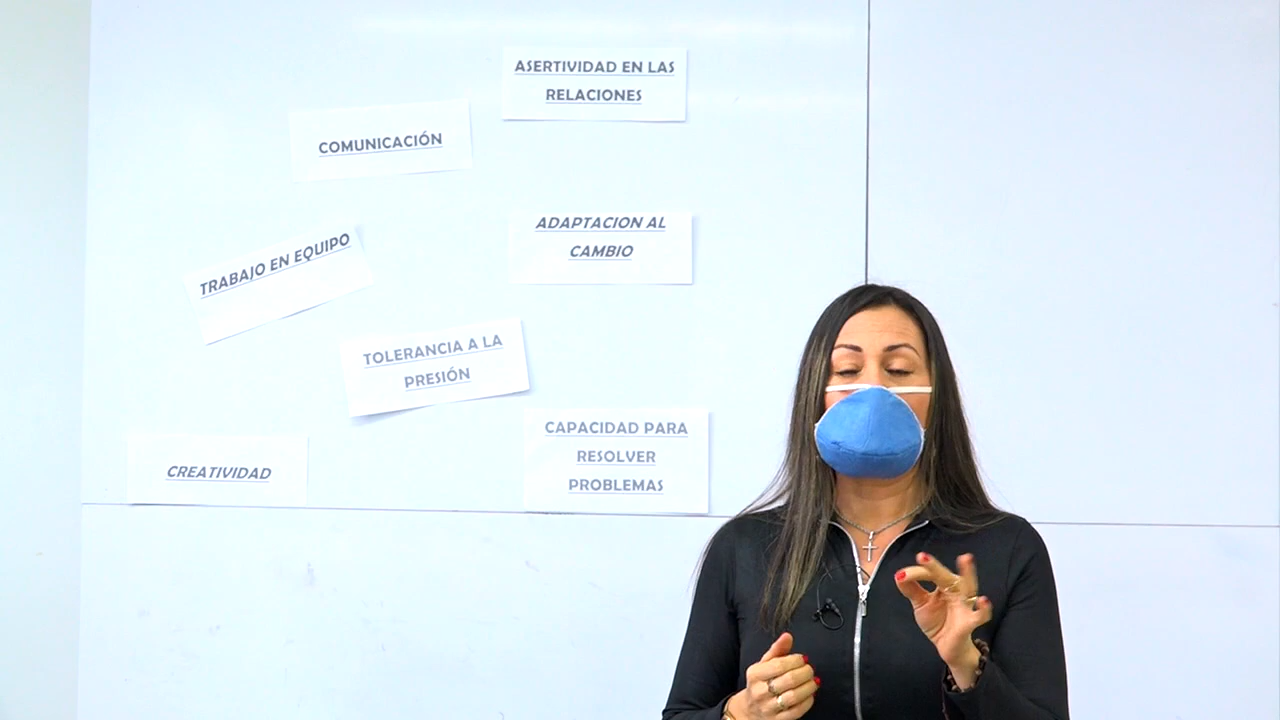 ASERTIVIDAD EN LAS
RELACIONES
COMUNICACIÓN
ADAPTACION AL
CAMBIO
TRABAJO EN EQUIPO
TOLERANCIA A LA
PRESIÓN
CAPACIDAD PARA
RESOLVER
PROBLEMAS
CREATIVIDAD